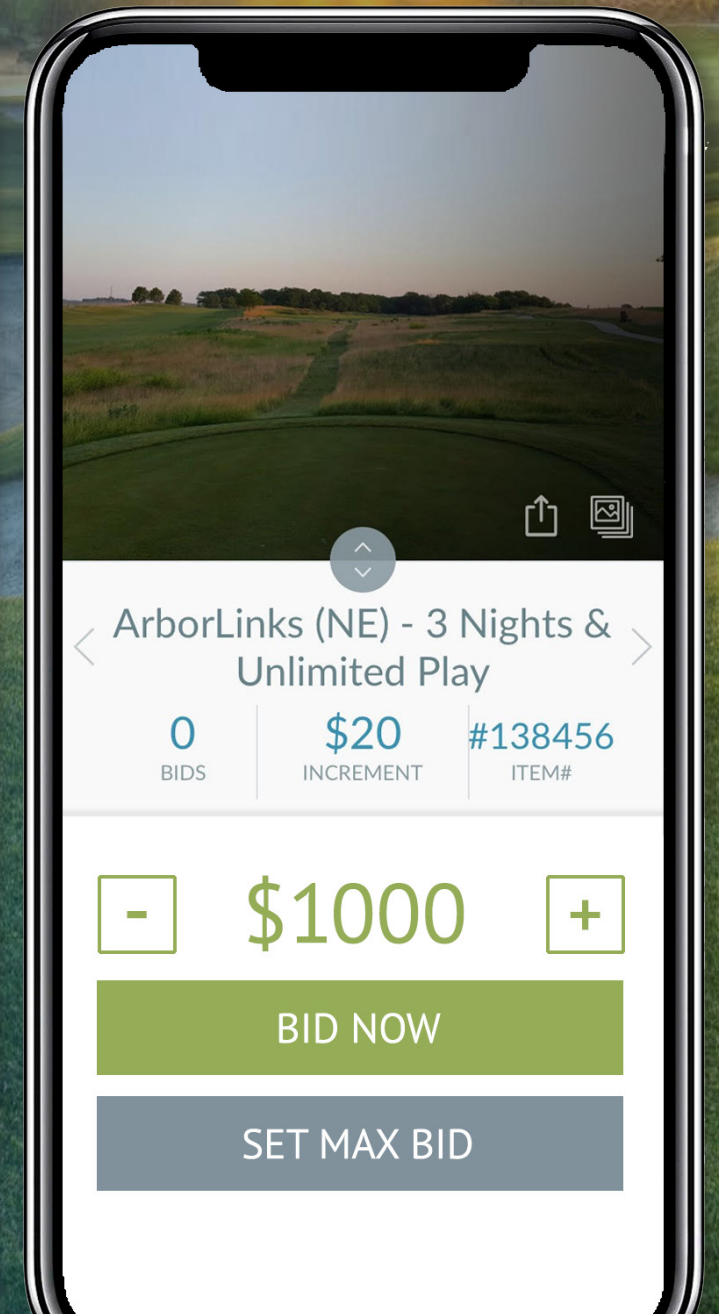 ArborLinks (NE) - 3 Nights &
Unlimited Play
0 $20 #138456
BIDS INCREMENT ITEM#
- $1000 +
BID NOW
SET MAX BID